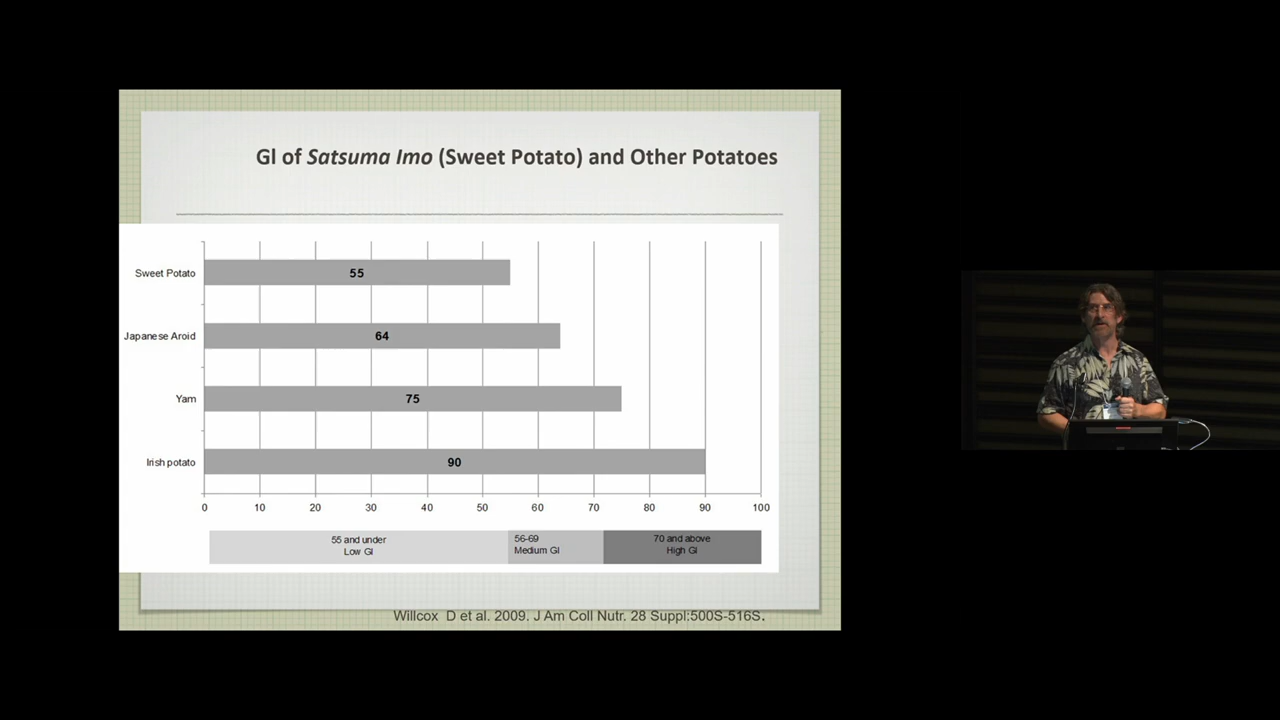 GI of Satsuma Imo (Sweet Potato) and Other Potatoes
Sweet Potato
55
Japanese Aroid
64
Yam
75
Irish potato
90
0 10 20 30 40 50 60 70 80 90 100
55 and under
Low GI
56-69
Medium GI
70 and above
High GI
Willcox D et al. 2009. J Am Coll Nutr. 28 Suppl:500S-516S.